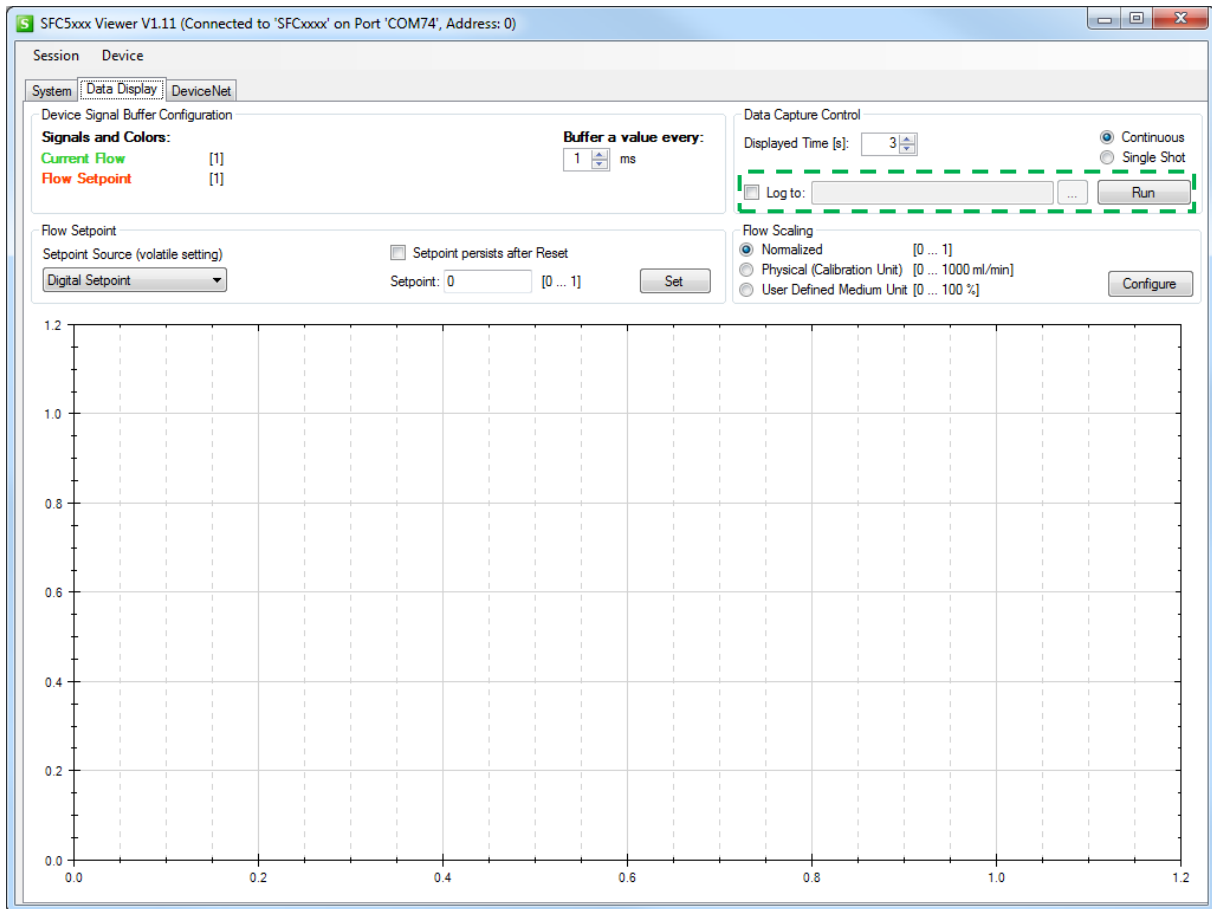 SFC5xxx Viewer V1.11 (Connected to 'SFCxxxx' on Port 'COM74', Address: 0)
Session Device
System Data Display DeviceNet
Device Signal Buffer Configuration
Signals and Colors:
Buffer a value every:
Current Flow [1]
1 ms
Flow Setpoint [1]
Data Capture Control
Displayed Time [s]: 3
Continuous
Single Shot
Log to: ... Run
Flow Setpoint
Setpoint Source (volatile setting)
Digital Setpoint
Setpoint persists after Reset
Setpoint: 0 [0 ... 1] Set
Flow Scaling
Normalized [0 ... 1]
Physical (Calibration Unit) [0 ... 1000 ml/min]
User Defined Medium Unit [0 ... 100 %]
Configure
1.2
1.0
0.8
0.6
0.4
0.2
0.0
0.0 0.2 0.4 0.6 0.8 1.0 1.2